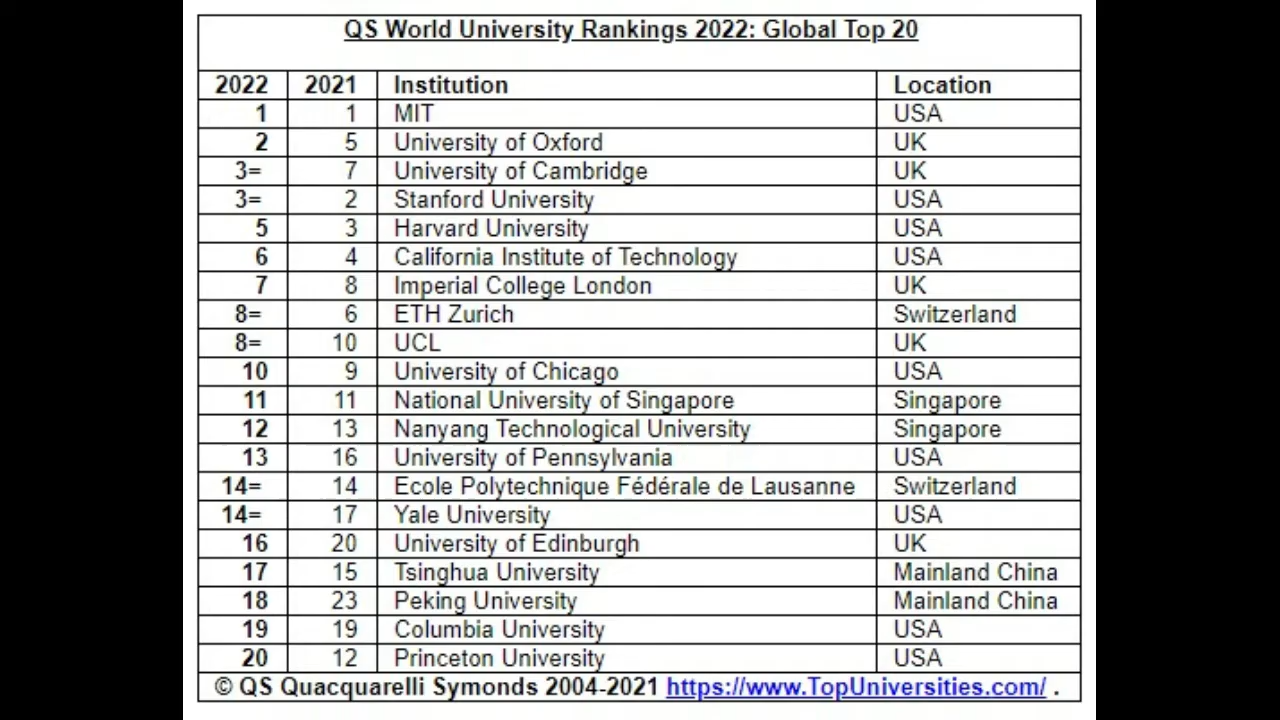 QS World University Rankings 2022: Global Top 20
2022 2021 Institution Location
1 1 MIT USA
2 5 University of Oxford UK
3= 7 University of Cambridge UK
3= 2 Stanford University USA
5 3 Harvard University USA
6 4 California Institute of Technology USA
7 8 Imperial College London UK
8= 6 ETH Zurich Switzerland
8= 10 UCL UK
10 9 University of Chicago USA
11 11 National University of Singapore Singapore
12 13 Nanyang Technological University Singapore
13 16 University of Pennsylvania USA
14= 14 Ecole Polytechnique Fédérale de Lausanne Switzerland
14= 17 Yale University USA
16 20 University of Edinburgh UK
17 15 Tsinghua University Mainland China
18 23 Peking University Mainland China
19 19 Columbia University USA
20 12 Princeton University USA
© QS Quacquarelli Symonds 2004-2021 https://www.TopUniversities.com/ .